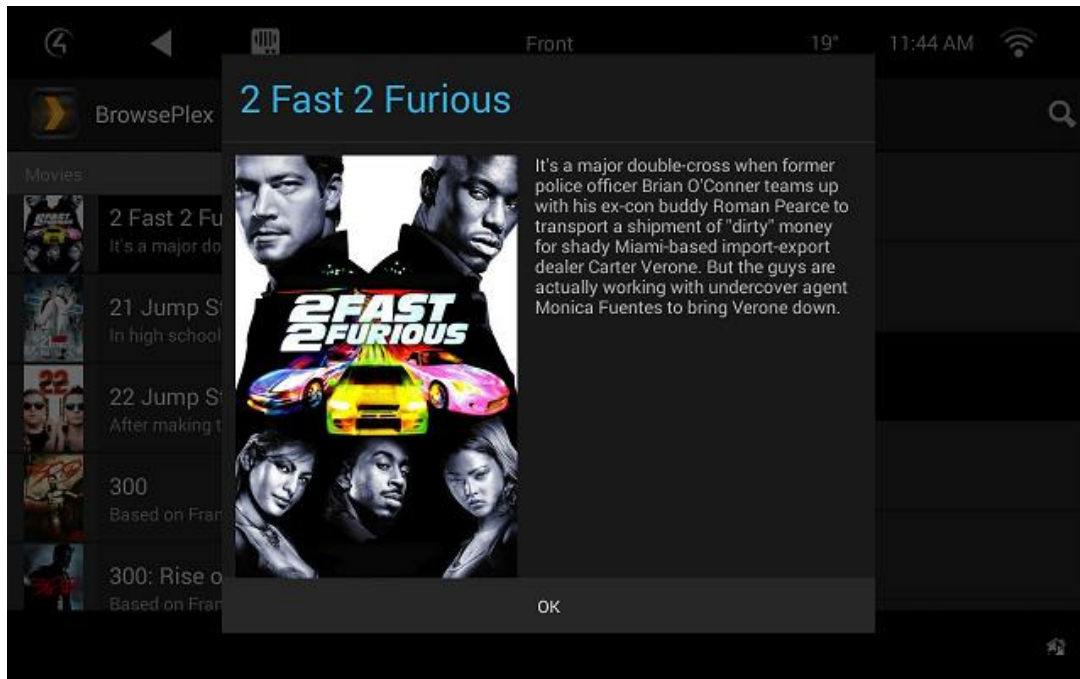 Front
19°
11:44 AM
BrowsePlex
2 Fast 2 Furious
Movies
2 Fast 2 Fu
It's a major do
21 Jump S
In high school
22 Jump S
After making t
300
Based on Fran
300: Rise o
Based on Fran
2FAST
2FURIOUS
It's a major double-cross when former
police officer Brian O'Conner teams up
with his ex-con buddy Roman Pearce to
transport a shipment of "dirty" money
for shady Miami-based import-export
dealer Carter Verone. But the guys are
actually working with undercover agent
Monica Fuentes to bring Verone down.
OK